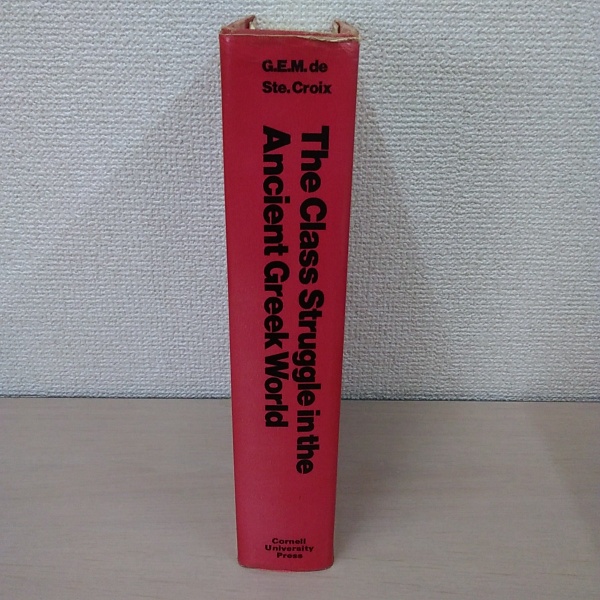 G.E.M. de
Ste. Croix
The Class Struggle in the
Ancient Greek World
Cornell
University
Press